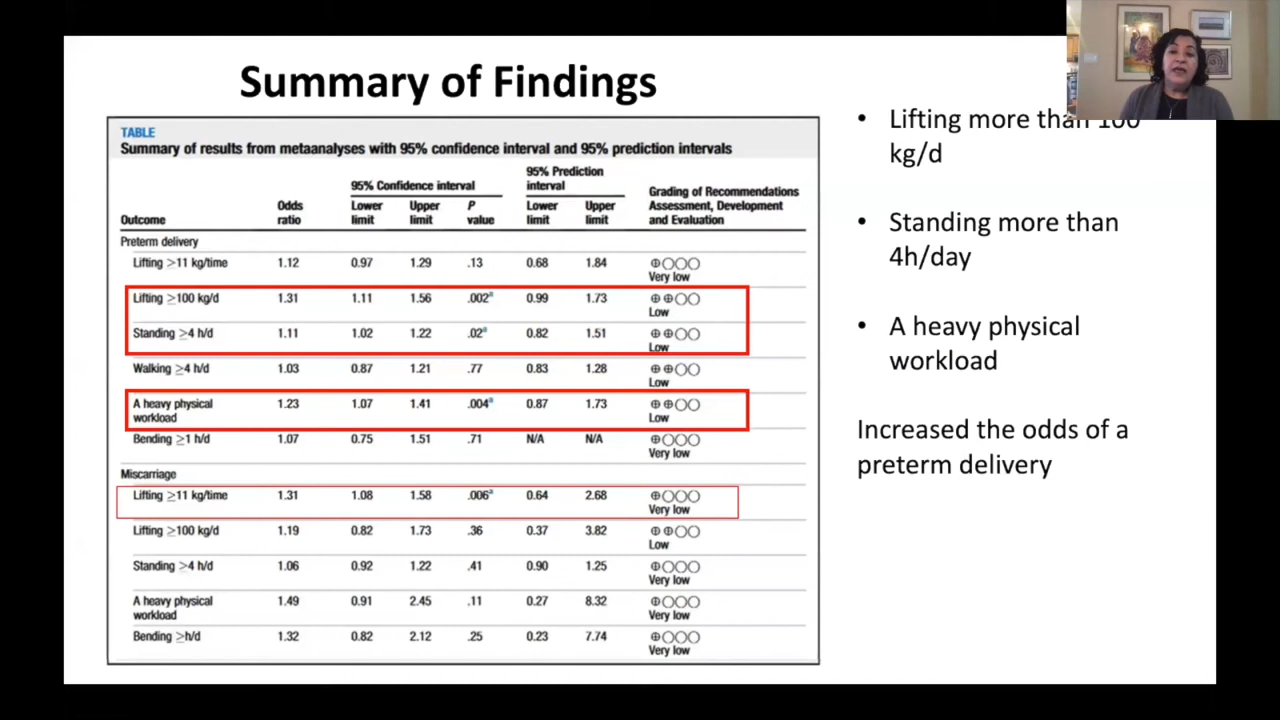 Summary of Findings
TABLE
Summary of results from metaanalyses with 95% confidence interval and 95% prediction intervals
95% Confidence interval 95% Prediction interval
Outcome Odds ratio Lower limit Upper limit P value Lower limit Upper limit Grading of Recommendations Assessment, Development and Evaluation
Preterm delivery
Lifting ≥11 kg/time 1.12 0.97 1.29 .13 0.68 1.84 ⊕○○○ Very low
Lifting ≥100 kg/d 1.31 1.11 1.56 .002a 0.99 1.73 ⊕⊕○○ Low
Standing ≥4 h/d 1.11 1.02 1.22 .02a 0.82 1.51 ⊕⊕○○ Low
Walking ≥4 h/d 1.03 0.87 1.21 .77 0.83 1.28 ⊕⊕○○ Low
A heavy physical workload 1.23 1.07 1.41 .004a 0.87 1.73 ⊕⊕○○ Low
Bending ≥1 h/d 1.07 0.75 1.51 .71 N/A N/A ⊕○○○ Very low
Miscarriage
Lifting ≥11 kg/time 1.31 1.08 1.58 .006a 0.64 2.68 ⊕○○○ Very low
Lifting ≥100 kg/d 1.19 0.82 1.73 .36 0.37 3.82 ⊕⊕○○ Low
Standing ≥4 h/d 1.06 0.92 1.22 .41 0.90 1.25 ⊕○○○ Very low
A heavy physical workload 1.49 0.91 2.45 .11 0.27 8.32 ⊕○○○ Very low
Bending ≥h/d 1.32 0.82 2.12 .25 0.23 7.74 ⊕○○○ Very low
• Lifting more than 100
kg/d
• Standing more than
4h/day
• A heavy physical
workload
Increased the odds of a
preterm delivery